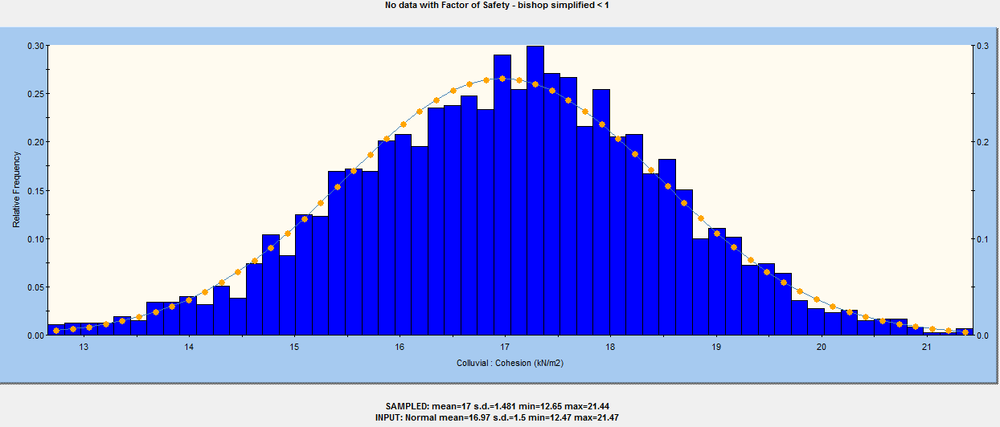 No data with Factor of Safety - bishop simplified < 1
0.30
0.25
0.20
0.15
0.10
0.05
0.00
Relative Frequency
0.3
0.2
0.1
0.0
13 14 15 16 17 18 19 20 21
Colluvial : Cohesion (kN/m2)
SAMPLED: mean=17 s.d.=1.481 min=12.65 max=21.44
INPUT: Normal mean=16.97 s.d.=1.5 min=12.47 max=21.47